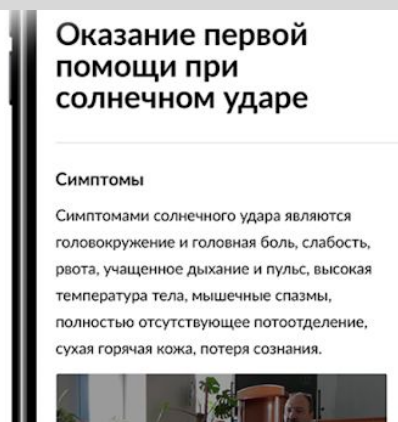 Оказание первой
помощи при
солнечном ударе
Симптомы
Симптомами солнечного удара являются
головокружение и головная боль, слабость,
рвота, учащенное дыхание и пульс, высокая
температура тела, мышечные спазмы,
полностью отсутствующее потоотделение,
сухая горячая кожа, потеря сознания.